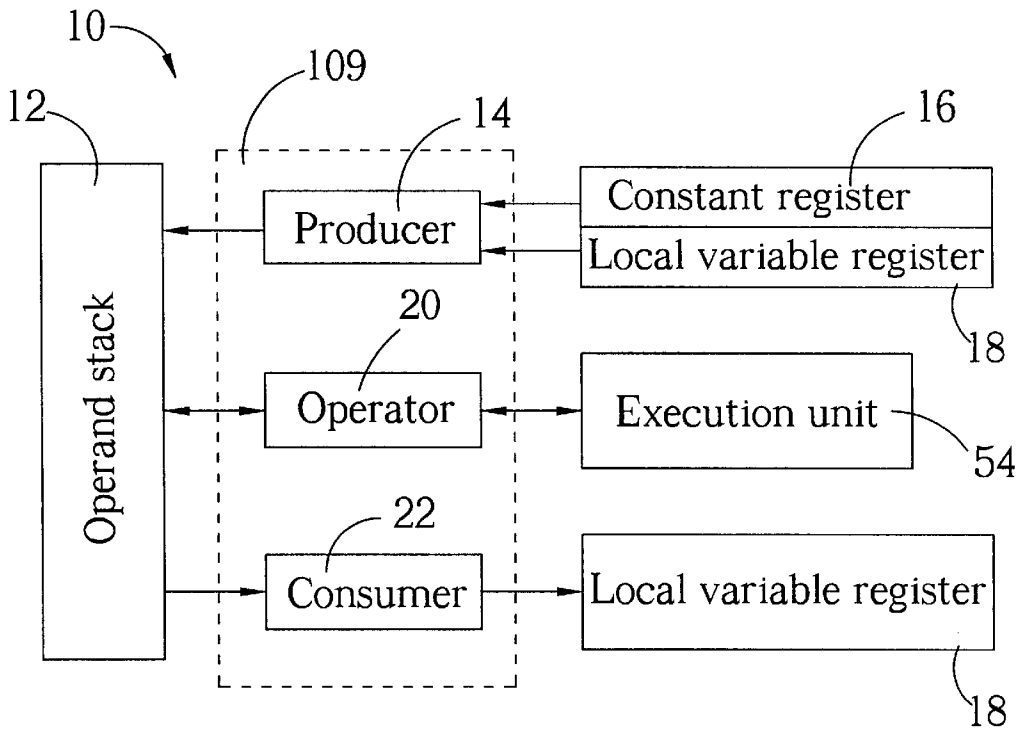 10
109
12
14
16
Constant register
Producer
Local variable register
18
20
Operand stack
Operator
Execution unit
54
22
Consumer
Local variable register
18